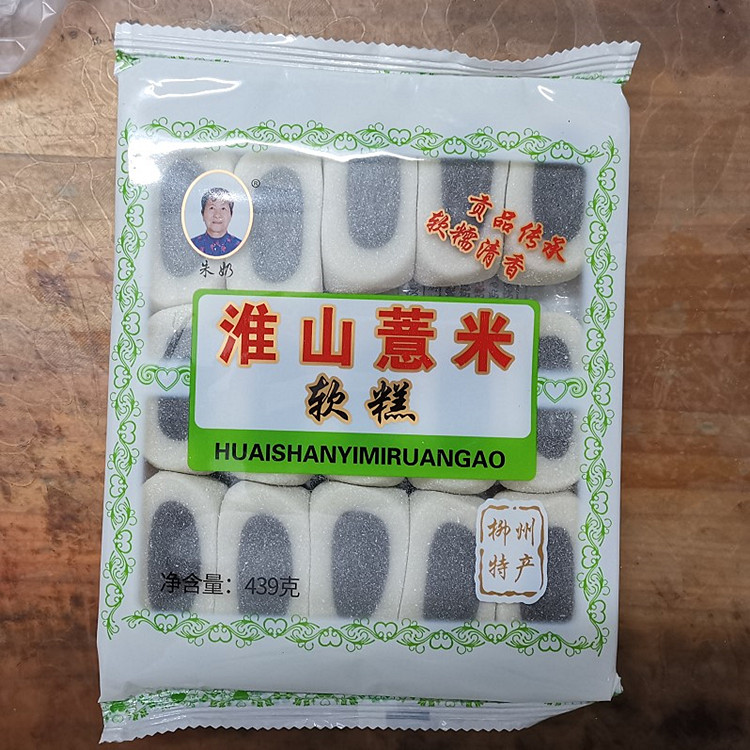 ®
朱奶
贡品传承
软糯清香
淮山薏米
软糕
HUAISHANYIMIRUANGAO
柳州
特产
净含量：439克